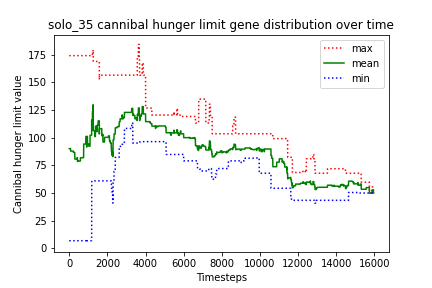 solo_35 cannibal hunger limit gene distribution over time
max
mean
min
Cannibal hunger limit value
175
150
125
100
75
50
25
0
0 2000 4000 6000 8000 10000 12000 14000 16000
Timesteps